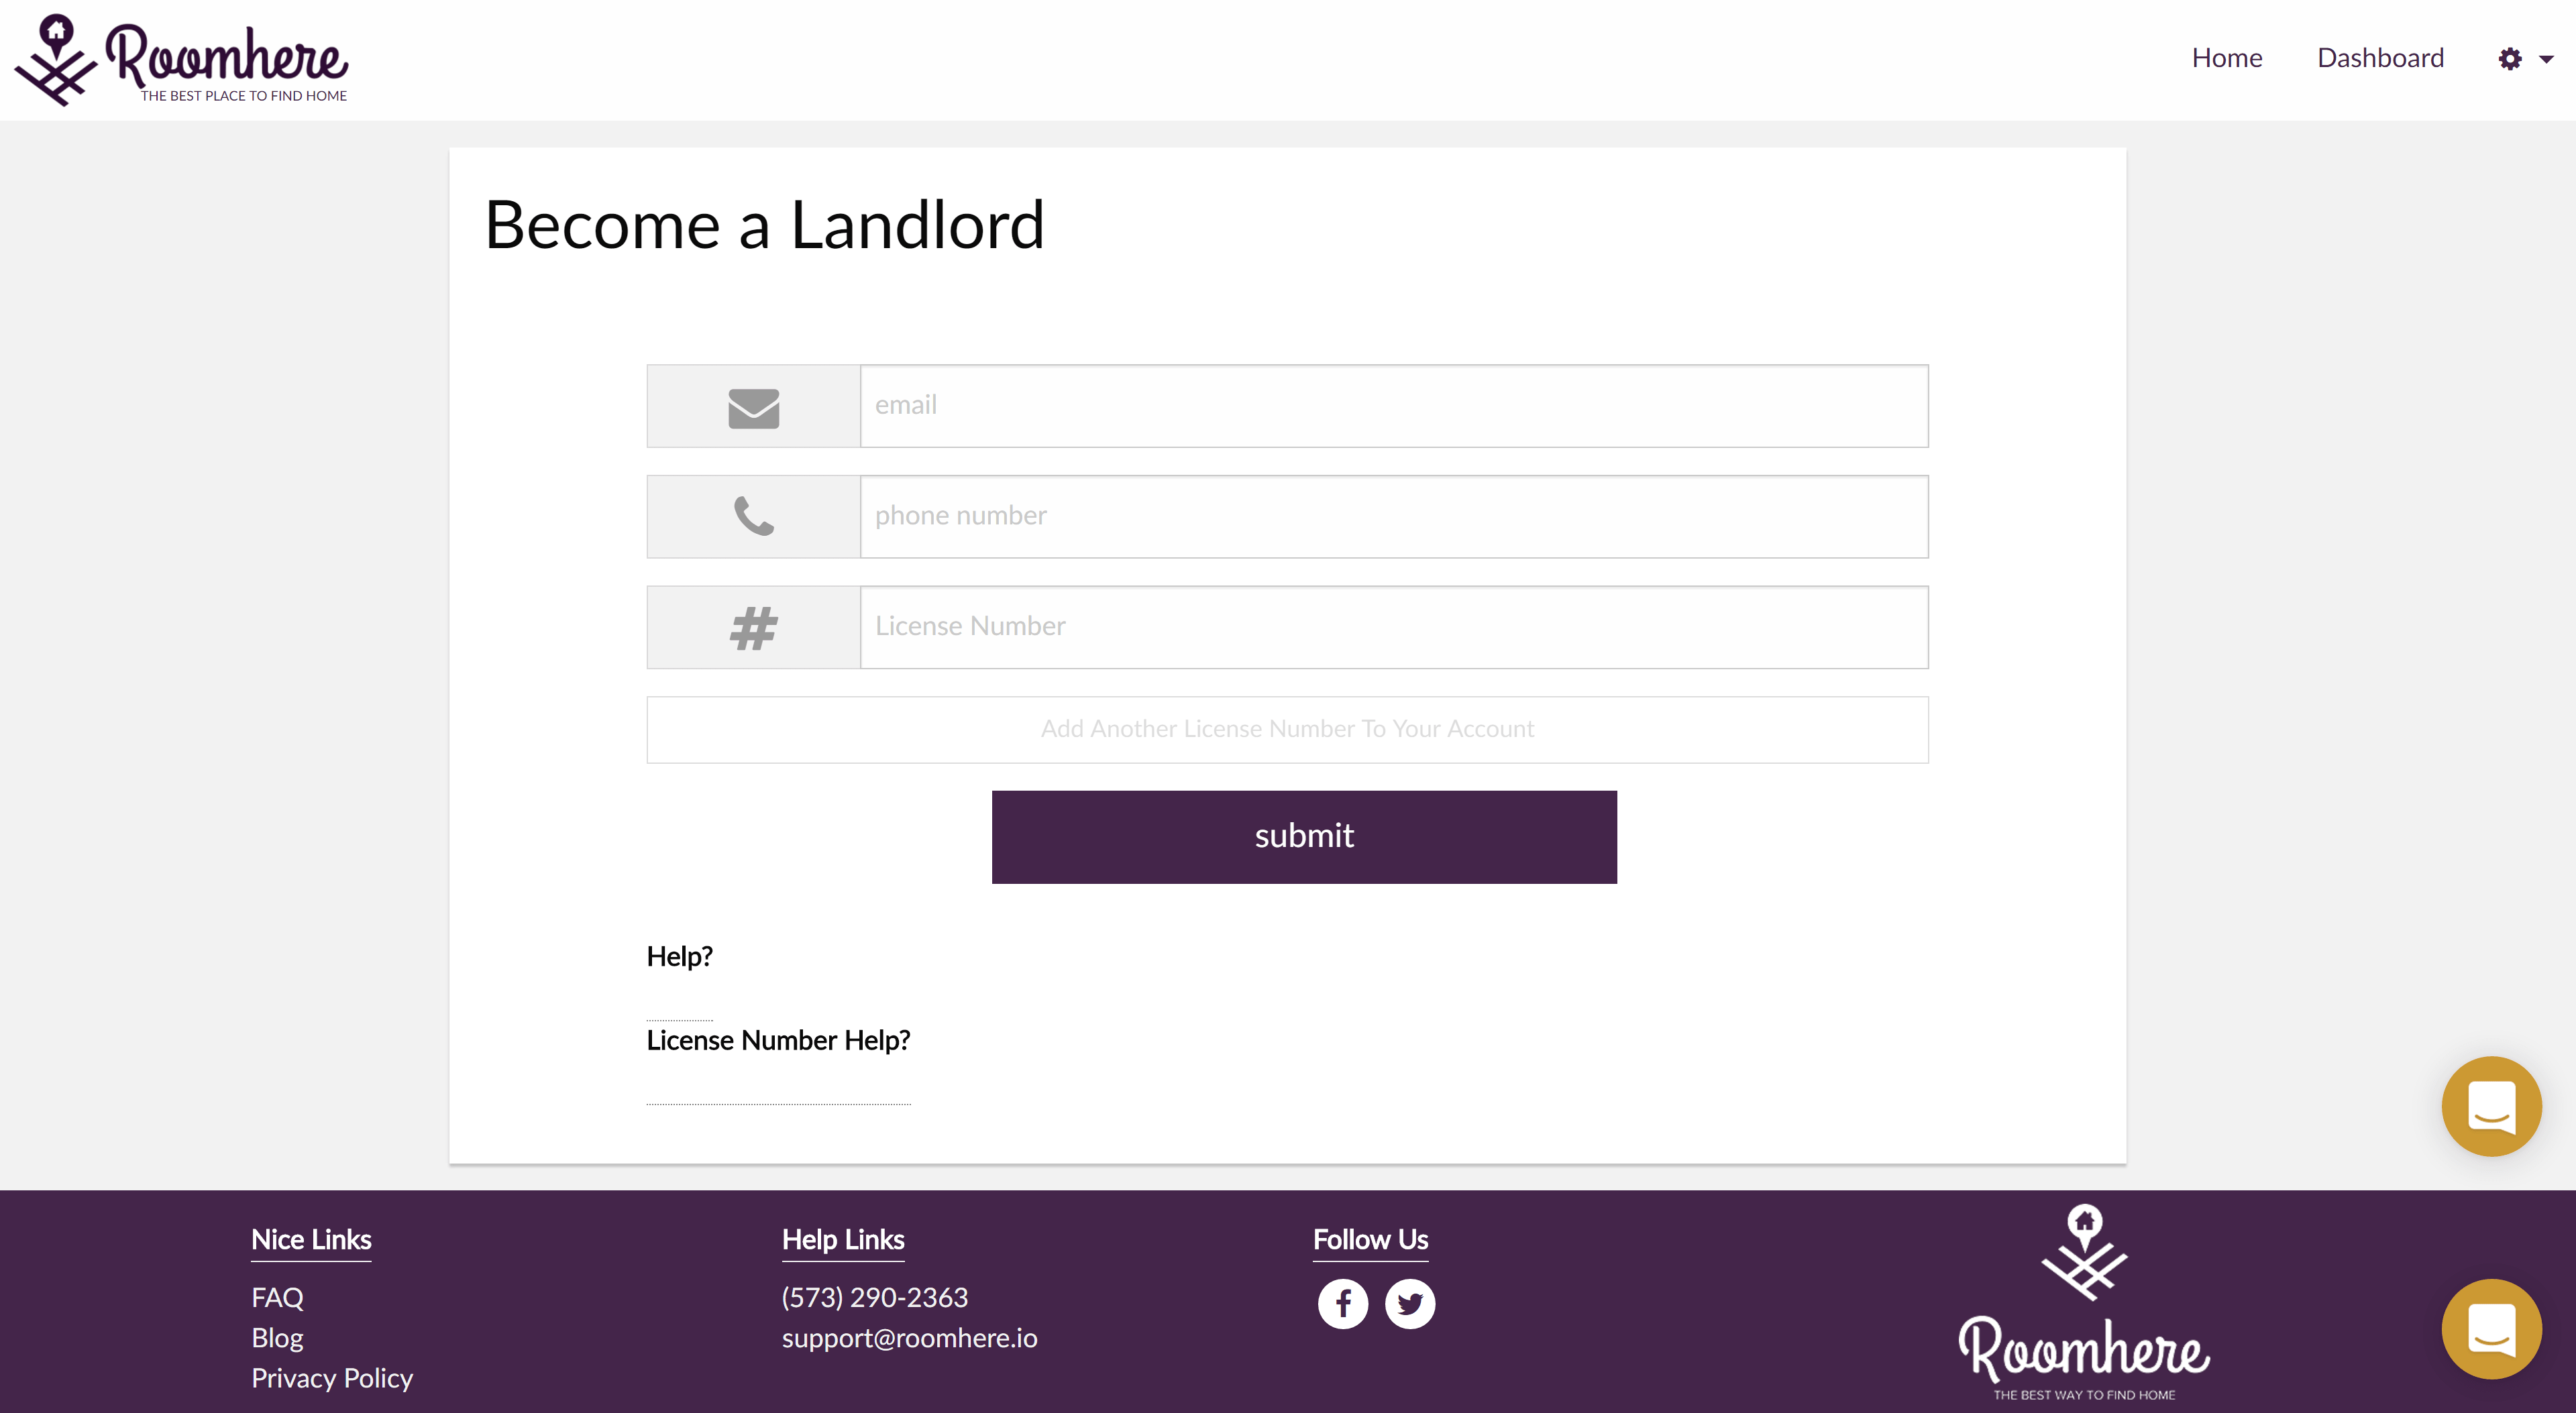 Roomhere
THE BEST PLACE TO FIND HOME
Home
Dashboard
Become a Landlord
email
phone number
License Number
Add Another License Number To Your Account
submit
Help?
License Number Help?
Nice Links
FAQ
Blog
Privacy Policy
Help Links
(573) 290-2363
support@roomhere.io
Follow Us
Roomhere
THE BEST WAY TO FIND HOME